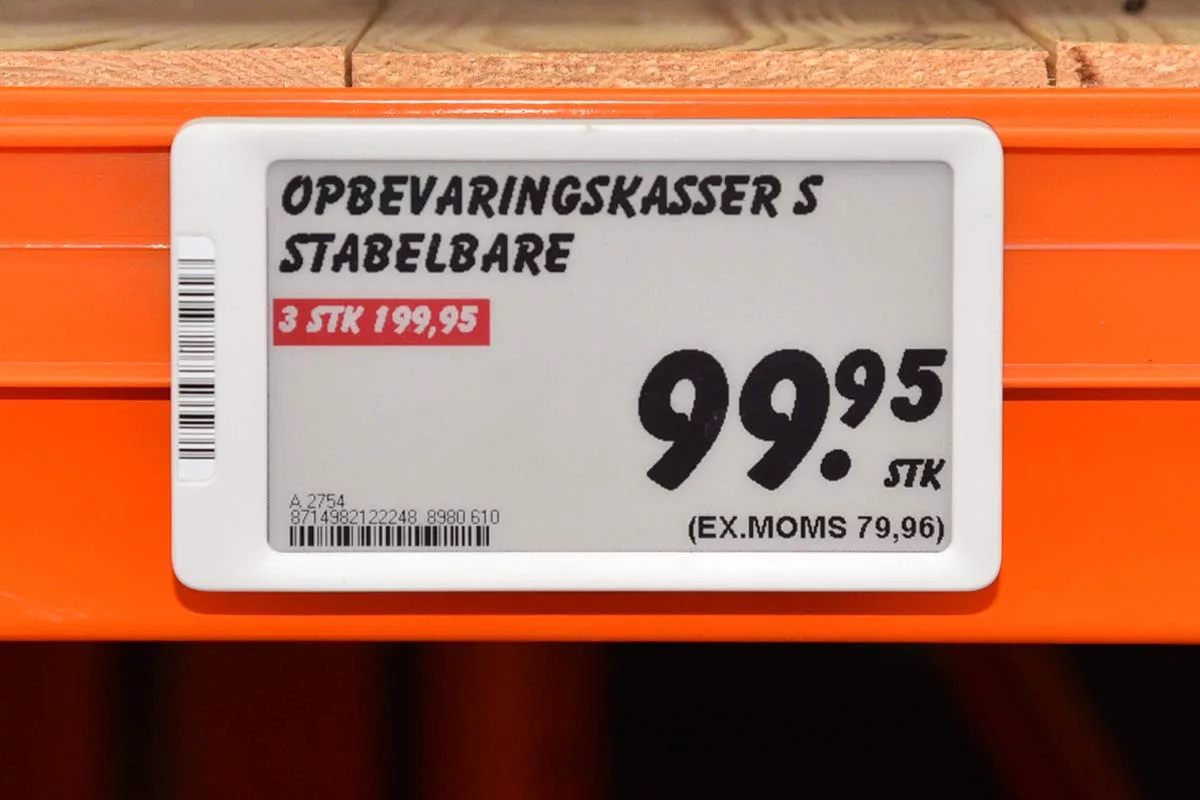 OPBEVARINGSKASSER S
STABELBARE
3 STK 199,95
99.95
STK
A 2754
8714982122248 8980 610
(EX.MOMS 79,96)